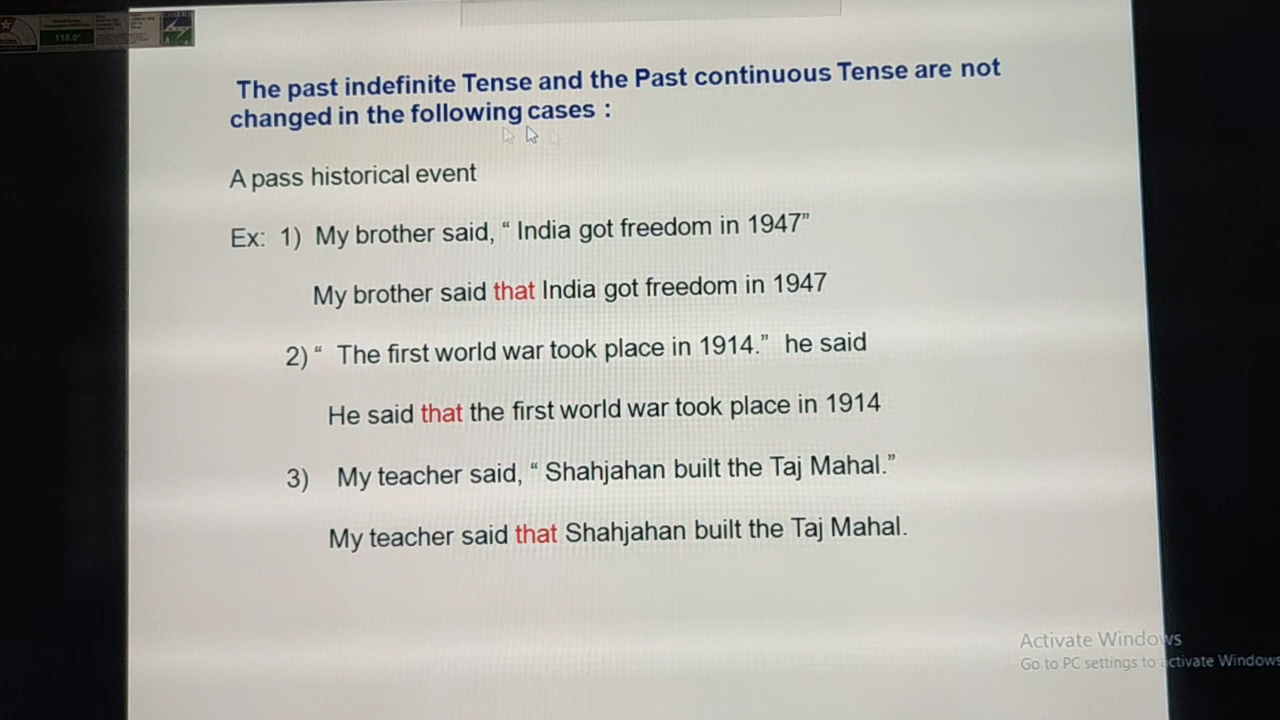 118.0"
The past indefinite Tense and the Past continuous Tense are not
changed in the following cases :
A pass historical event
Ex: 1) My brother said, “ India got freedom in 1947”
My brother said that India got freedom in 1947
2) “ The first world war took place in 1914.” he said
He said that the first world war took place in 1914
3) My teacher said, “ Shahjahan built the Taj Mahal.”
My teacher said that Shahjahan built the Taj Mahal.
Activate Windows
Go to PC settings to activate Windows